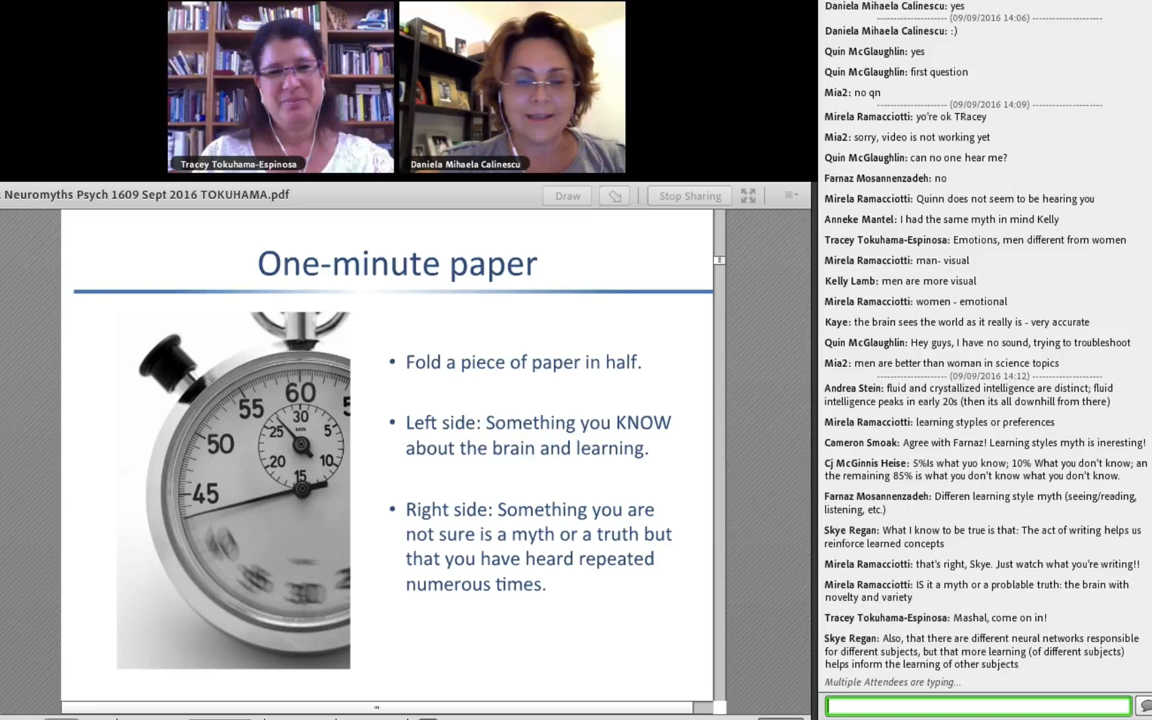 Tracey Tokuhama-Espinosa
Daniela Mihaela Calinescu
Neuromyths Psych 1609 Sept 2016 TOKUHAMA.pdf
Draw
Stop Sharing
One-minute paper
• Fold a piece of paper in half.
• Left side: Something you KNOW
about the brain and learning.
• Right side: Something you are
not sure is a myth or a truth but
that you have heard repeated
numerous times.
60
55
5
50
45
30
25
5
MIN
20
10
15
Daniela Mihaela Calinescu: yes
(09/09/2016 14:06)
Daniela Mihaela Calinescu: :)
Quin McGlaughlin: yes
Quin McGlaughlin: first question
Mia2: no qn
(09/09/2016 14:09)
Mirela Ramacciotti: yo're ok TRacey
Mia2: sorry, video is not working yet
Quin McGlaughlin: can no one hear me?
Farnaz Mosannenzadeh: no
Mirela Ramacciotti: Quinn does not seem to be hearing you
Anneke Mantel: I had the same myth in mind Kelly
Tracey Tokuhama-Espinosa: Emotions, men different from women
Mirela Ramacciotti: man- visual
Kelly Lamb: men are more visual
Mirela Ramacciotti: women - emotional
Kaye: the brain sees the world as it really is - very accurate
Quin McGlaughlin: Hey guys, I have no sound, trying to troubleshoot
Mia2: men are better than woman in science topics
(09/09/2016 14:12)
Andrea Stein: fluid and crystallized intelligence are distinct; fluid
intelligence peaks in early 20s (then its all downhill from there)
Mirela Ramacciotti: learning styples or preferences
Cameron Smoak: Agree with Farnaz! Learning styles myth is ineresting!
Cj McGinnis Heise: 5%Is what yuo know; 10% What you don't know; an
the remaining 85% is what you don't know what you don't know.
Farnaz Mosannenzadeh: Differen learning style myth (seeing/reading,
listening, etc.)
Skye Regan: What I know to be true is that: The act of writing helps us
reinforce learned concepts
Mirela Ramacciotti: that's right, Skye. Just watch what you're writing!!
Mirela Ramacciotti: IS it a myth or a problable truth: the brain with
novelty and variety
Tracey Tokuhama-Espinosa: Mashal, come on in!
Skye Regan: Also, that there are different neural networks responsible
for different subjects, but that more learning (of different subjects)
helps inform the learning of other subjects
Multiple Attendees are typing...